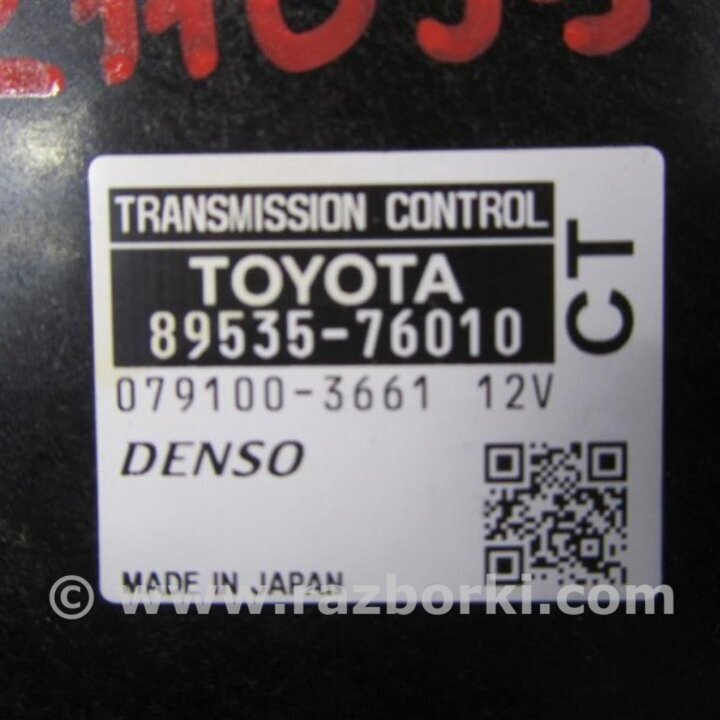 TRANSMISSION CONTROL
TOYOTA
89535-76010
CT
079100-3661 12V
DENSO
MADE IN JAPAN
© www.razborki.com